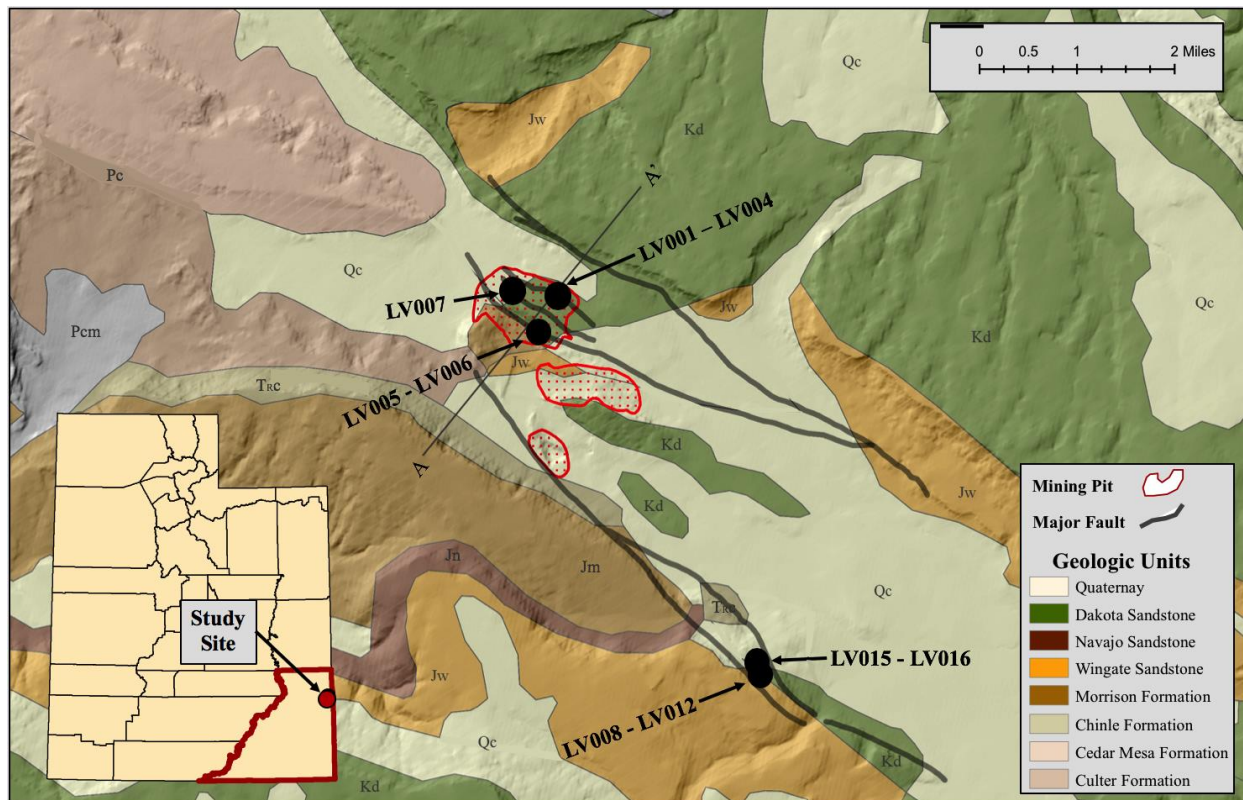 0 0.5 1 2 Miles
Qc
Jw
Kd
Pc
A'
LV001 – LV004
Qc
LV007
Qc
Jw
Kd
Pcm
LV005 - LV006
Jw
TRc
A
Kd
Jw
Kd
Jn
Jm
Qc
TRc
LV015 - LV016
Jw
LV008 - LV012
Qc
Kd
Kd
Study
Site
Mining Pit
Major Fault
Geologic Units
Quaternay
Dakota Sandstone
Navajo Sandstone
Wingate Sandstone
Morrison Formation
Chinle Formation
Cedar Mesa Formation
Culter Formation